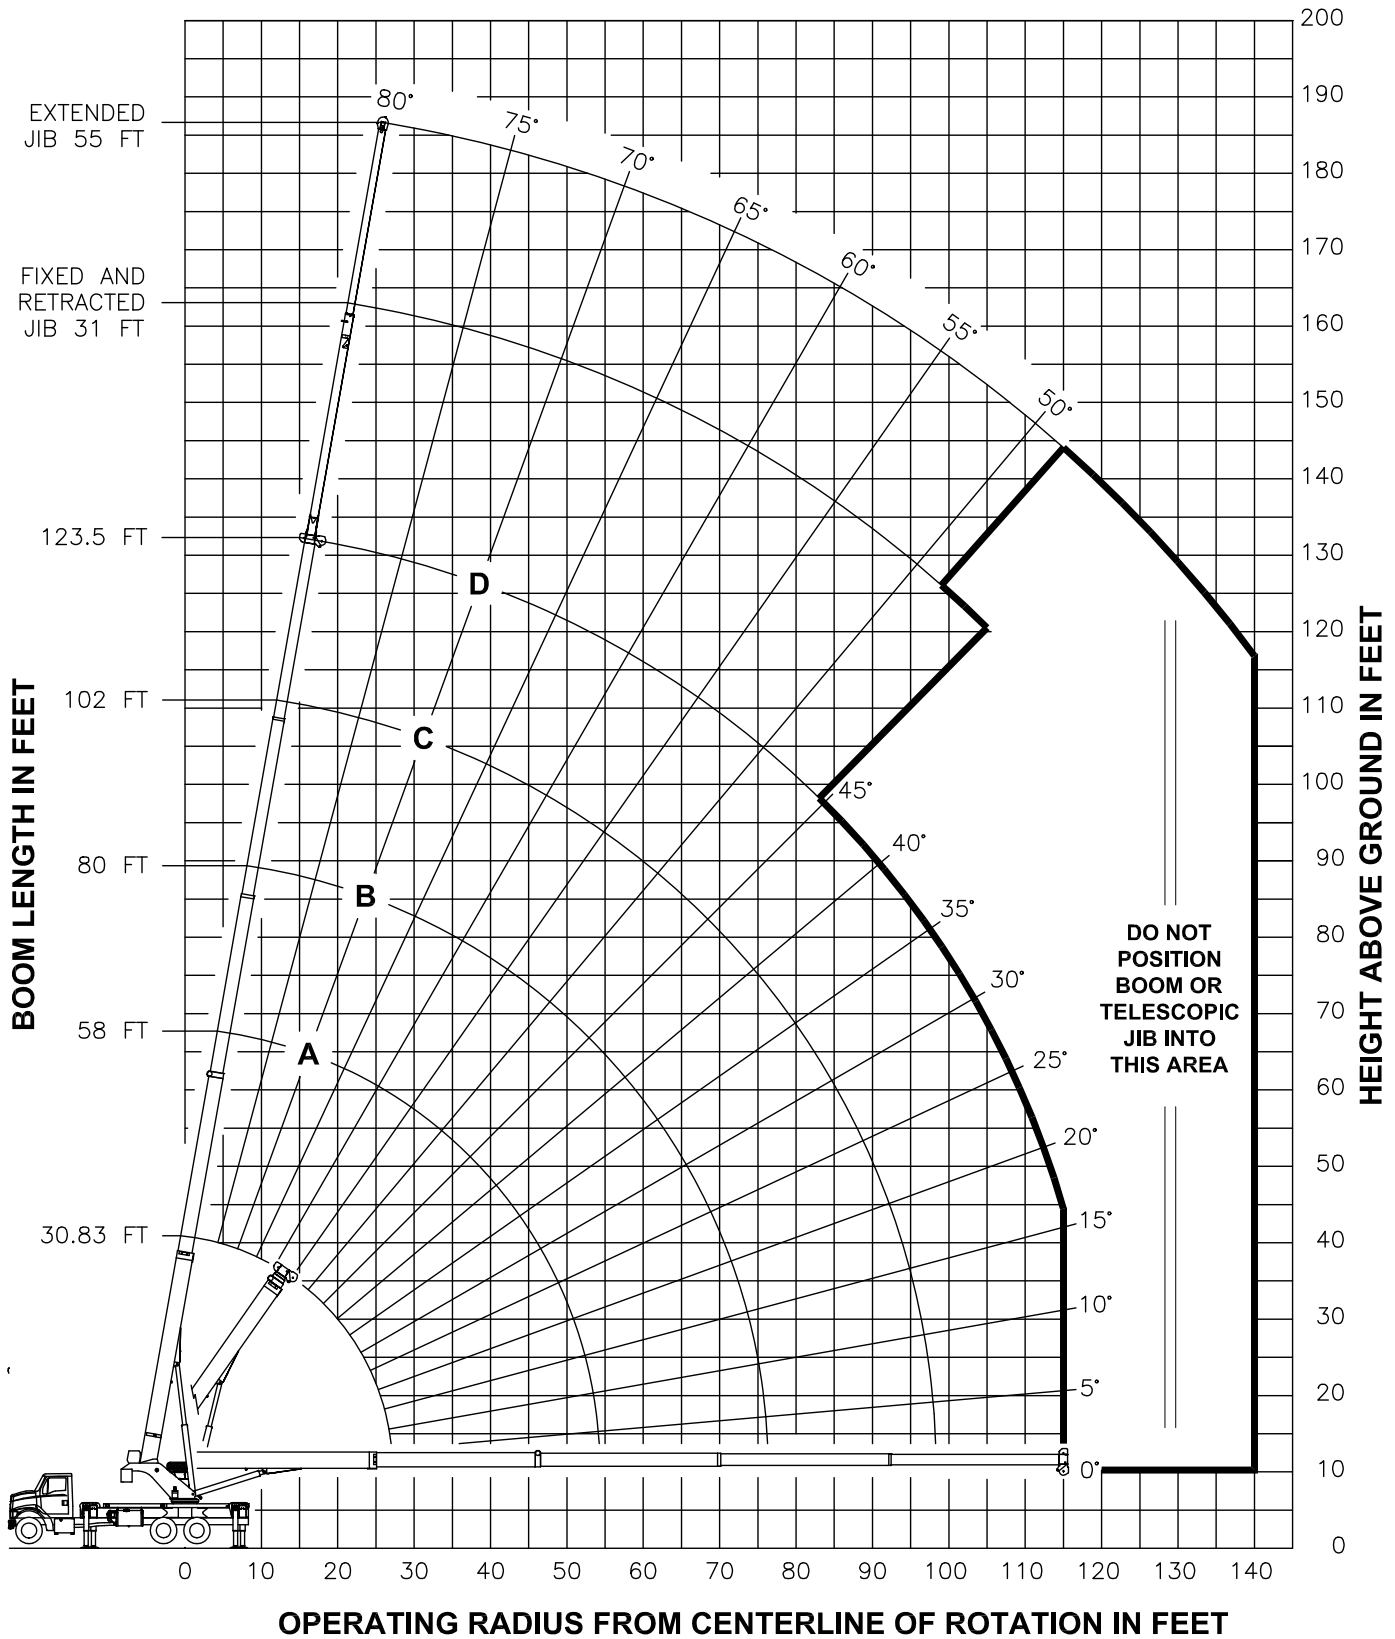 200
190
180
170
160
150
140
130
120
110
100
90
80
70
60
50
40
30
20
10
0
HEIGHT ABOVE GROUND IN FEET
EXTENDED
JIB 55 FT
FIXED AND
RETRACTED
JIB 31 FT
123.5 FT
102 FT
80 FT
58 FT
30.83 FT
BOOM LENGTH IN FEET
80°
75°
70°
65°
60°
55°
50°
45°
40°
35°
30°
25°
20°
15°
10°
5°
0°
D
C
B
A
DO NOT
POSITION
BOOM OR
TELESCOPIC
JIB INTO
THIS AREA
0 10 20 30 40 50 60 70 80 90 100 110 120 130 140
OPERATING RADIUS FROM CENTERLINE OF ROTATION IN FEET